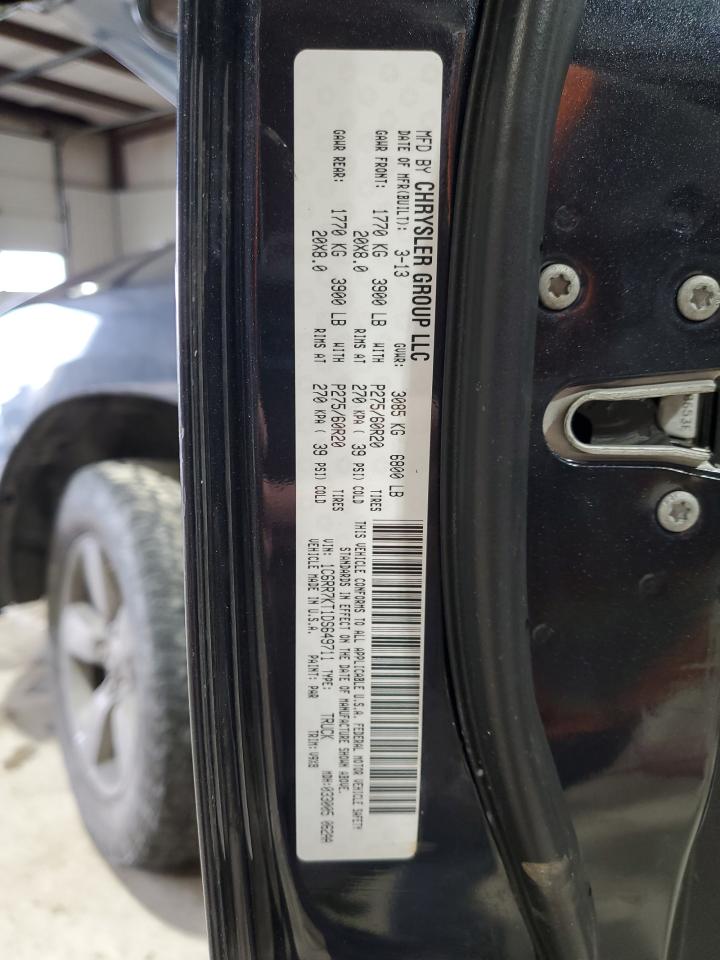 MFD BY CHRYSLER GROUP LLC
DATE OF MFR(BUILT): 3-13 GVWR: 3085 KG 6800 LB
GAWR FRONT: 1770 KG 3900 LB WITH P275/60R20 TIRES
20X8.0 RIMS AT 270 KPA ( 39 PSI) COLD
GAWR REAR: 1770 KG 3900 LB WITH P275/60R20 TIRES
20X8.0 RIMS AT 270 KPA ( 39 PSI) COLD
THIS VEHICLE CONFORMS TO ALL APPLICABLE U.S.A. FEDERAL MOTOR VEHICLE SAFETY
STANDARDS IN EFFECT ON THE DATE OF MANUFACTURE SHOWN ABOVE.
VIN: 1C6RR7KT1DS649711 TYPE: TRUCK MDH:033005 0624A
VEHICLE MADE IN U.S.A. PAINT: PAR TRIM: V9X8